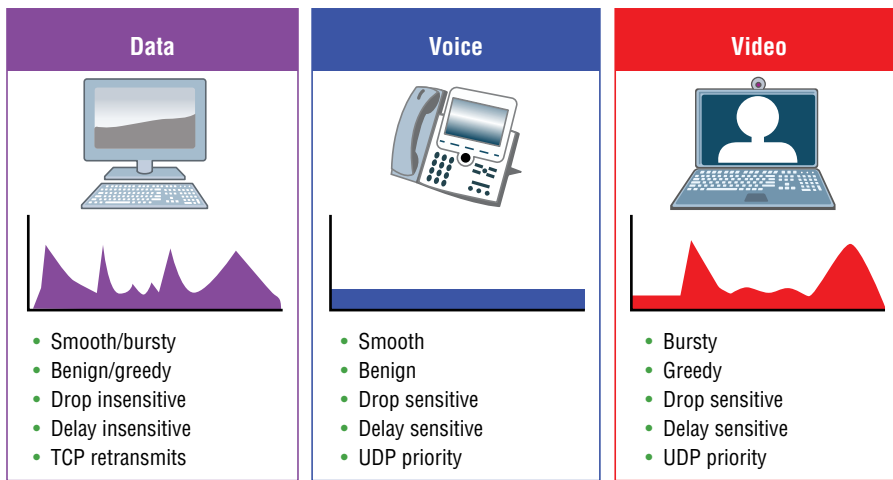 Data
Smooth/bursty
Benign/greedy
Drop insensitive
Delay insensitive
TCP retransmits
Voice
Smooth
Benign
Drop sensitive
Delay sensitive
UDP priority
Video
Bursty
Greedy
Drop sensitive
Delay sensitive
UDP priority